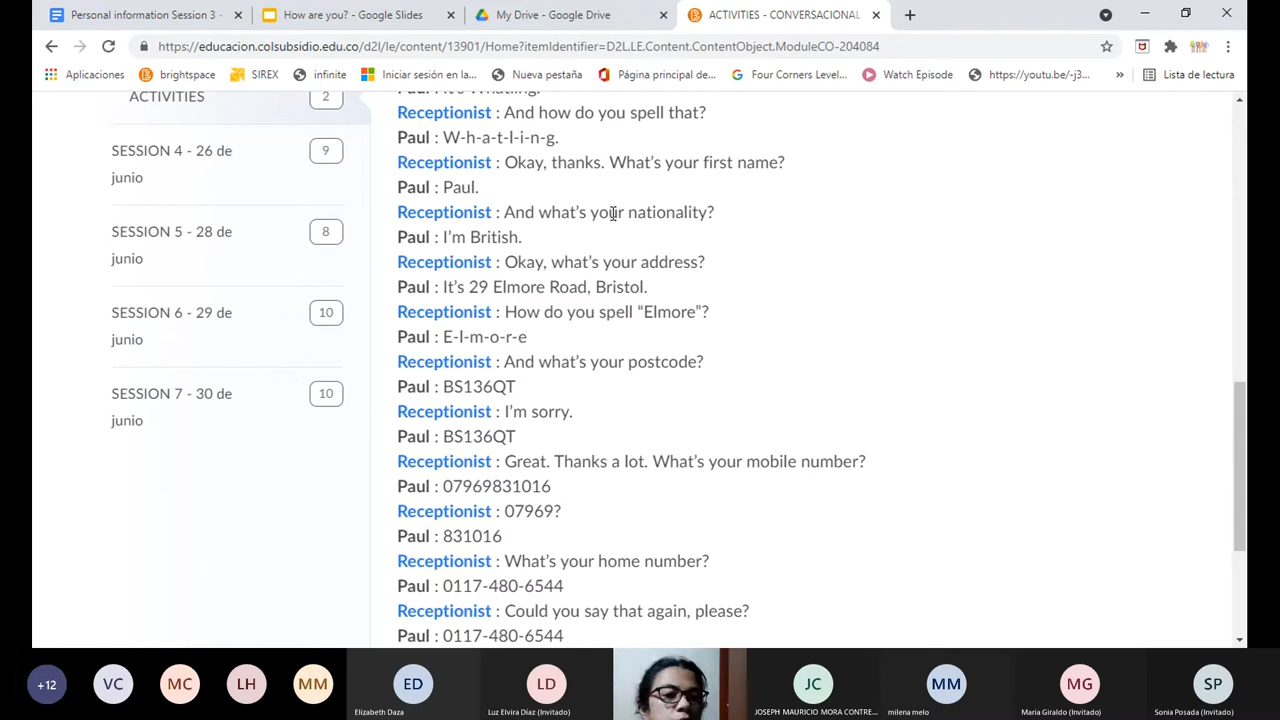 Personal information Session 3 -
How are you? - Google Slides
My Drive - Google Drive
ACTIVITIES - CONVERSACIONAL
https://educacion.colsubsidio.edu.co/d2l/le/content/13901/Home?itemIdentifier=D2L.LE.Content.ContentObject.ModuleCO-204084
Aplicaciones
brightspace
SIREX
infinite
Iniciar sesión en la...
Nueva pestaña
Página principal de...
Four Corners Level...
Watch Episode
https://youtu.be/-j3...
»
Lista de lectura
ACTIVITIES
2
SESSION 4 - 26 de
junio
9
SESSION 5 - 28 de
junio
8
SESSION 6 - 29 de
junio
10
SESSION 7 - 30 de
junio
10
Paul : It's Whatling.
Receptionist : And how do you spell that?
Paul : W-h-a-t-l-i-n-g.
Receptionist : Okay, thanks. What's your first name?
Paul : Paul.
Receptionist : And what's your nationality?
Paul : I'm British.
Receptionist : Okay, what's your address?
Paul : It's 29 Elmore Road, Bristol.
Receptionist : How do you spell “Elmore”?
Paul : E-l-m-o-r-e
Receptionist : And what's your postcode?
Paul : BS136QT
Receptionist : I'm sorry.
Paul : BS136QT
Receptionist : Great. Thanks a lot. What's your mobile number?
Paul : 07969831016
Receptionist : 07969?
Paul : 831016
Receptionist : What's your home number?
Paul : 0117-480-6544
Receptionist : Could you say that again, please?
Paul : 0117-480-6544
+12
VC
MC
LH
MM
ED
Elizabeth Daza
LD
Luz Elvira Díaz (Invitado)
JC
JOSEPH MAURICIO MORA CONTRE...
MM
milena melo
MG
Maria Giraldo (Invitado)
SP
Sonia Posada (Invitado)